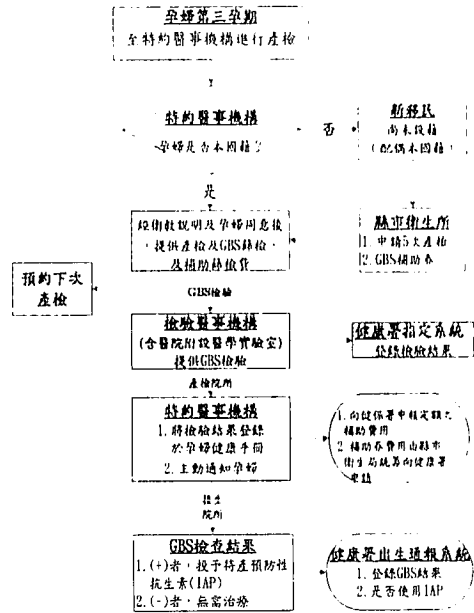 孕婦第三孕期
至特約醫事機構進行產檢
特約醫事機構
孕婦是否本國籍?
否
新移民
尚未設籍
(配偶本國籍)
是
經衛教說明及孕婦同意後
，提供產檢及GBS篩檢，
及補助篩檢費
縣市衛生所
1. 申請5次產檢
2. GBS補助券
預約下次
產檢
GBS檢驗
檢驗醫事機構
(含醫院附設醫學實驗室)
提供GBS檢驗
健康署指定系統
登錄檢驗結果
產檢院所
特約醫事機構
1. 將檢驗結果登錄
於孕婦健康手冊
2. 主動通知孕婦
1. 向健保署申核定額之
補助費用
2. 補助券費用由縣市
衛生局統籌向健康署
申請
接生
院所
GBS檢查結果
1. (+)者，投予待產預防性
抗生素(IAP)
2. (-)者，無需治療
健康署出生通報系統
1. 登錄GBS結果
2. 是否使用IAP